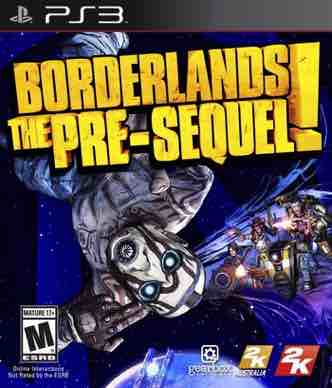 PS3
BORDERLANDS
THE PRE-SEQUEL!
MATURE 17+
M
ESRB
Online Interactions
Not Rated by the ESRB
gearbox
2K
AUSTRALIA
2K